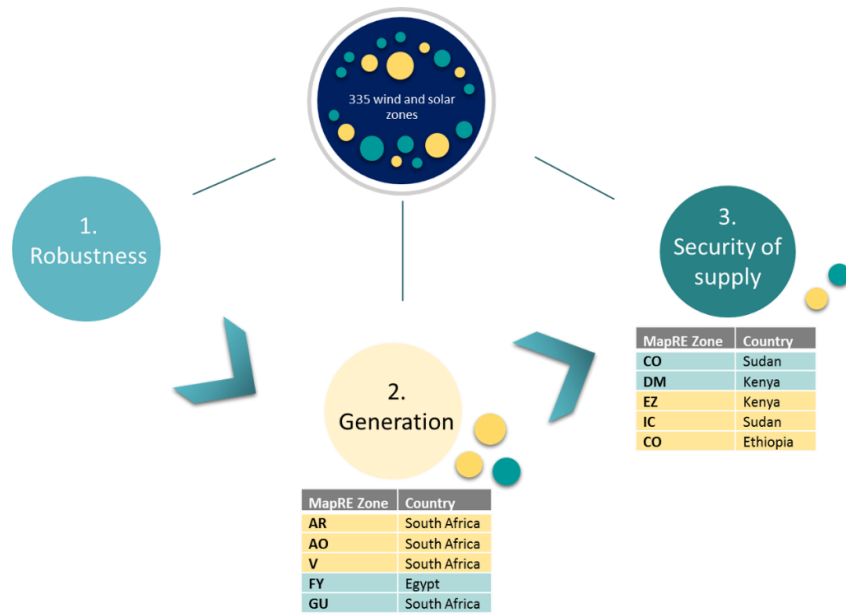 335 wind and solar
zones
1.
Robustness
2.
Generation
MapRE Zone Country
AR South Africa
AO South Africa
V South Africa
FY Egypt
GU South Africa
3.
Security of
supply
MapRE Zone Country
CO Sudan
DM Kenya
EZ Kenya
IC Sudan
CO Ethiopia